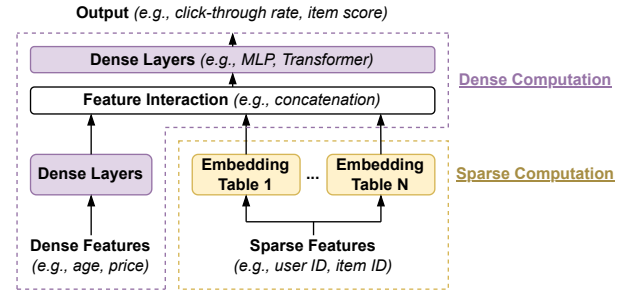 Output (e.g., click-through rate, item score)
Dense Layers (e.g., MLP, Transformer)
Dense Computation
Feature Interaction (e.g., concatenation)
Dense Layers
Embedding
Table 1
...
Embedding
Table N
Sparse Computation
Dense Features
(e.g., age, price)
Sparse Features
(e.g., user ID, item ID)